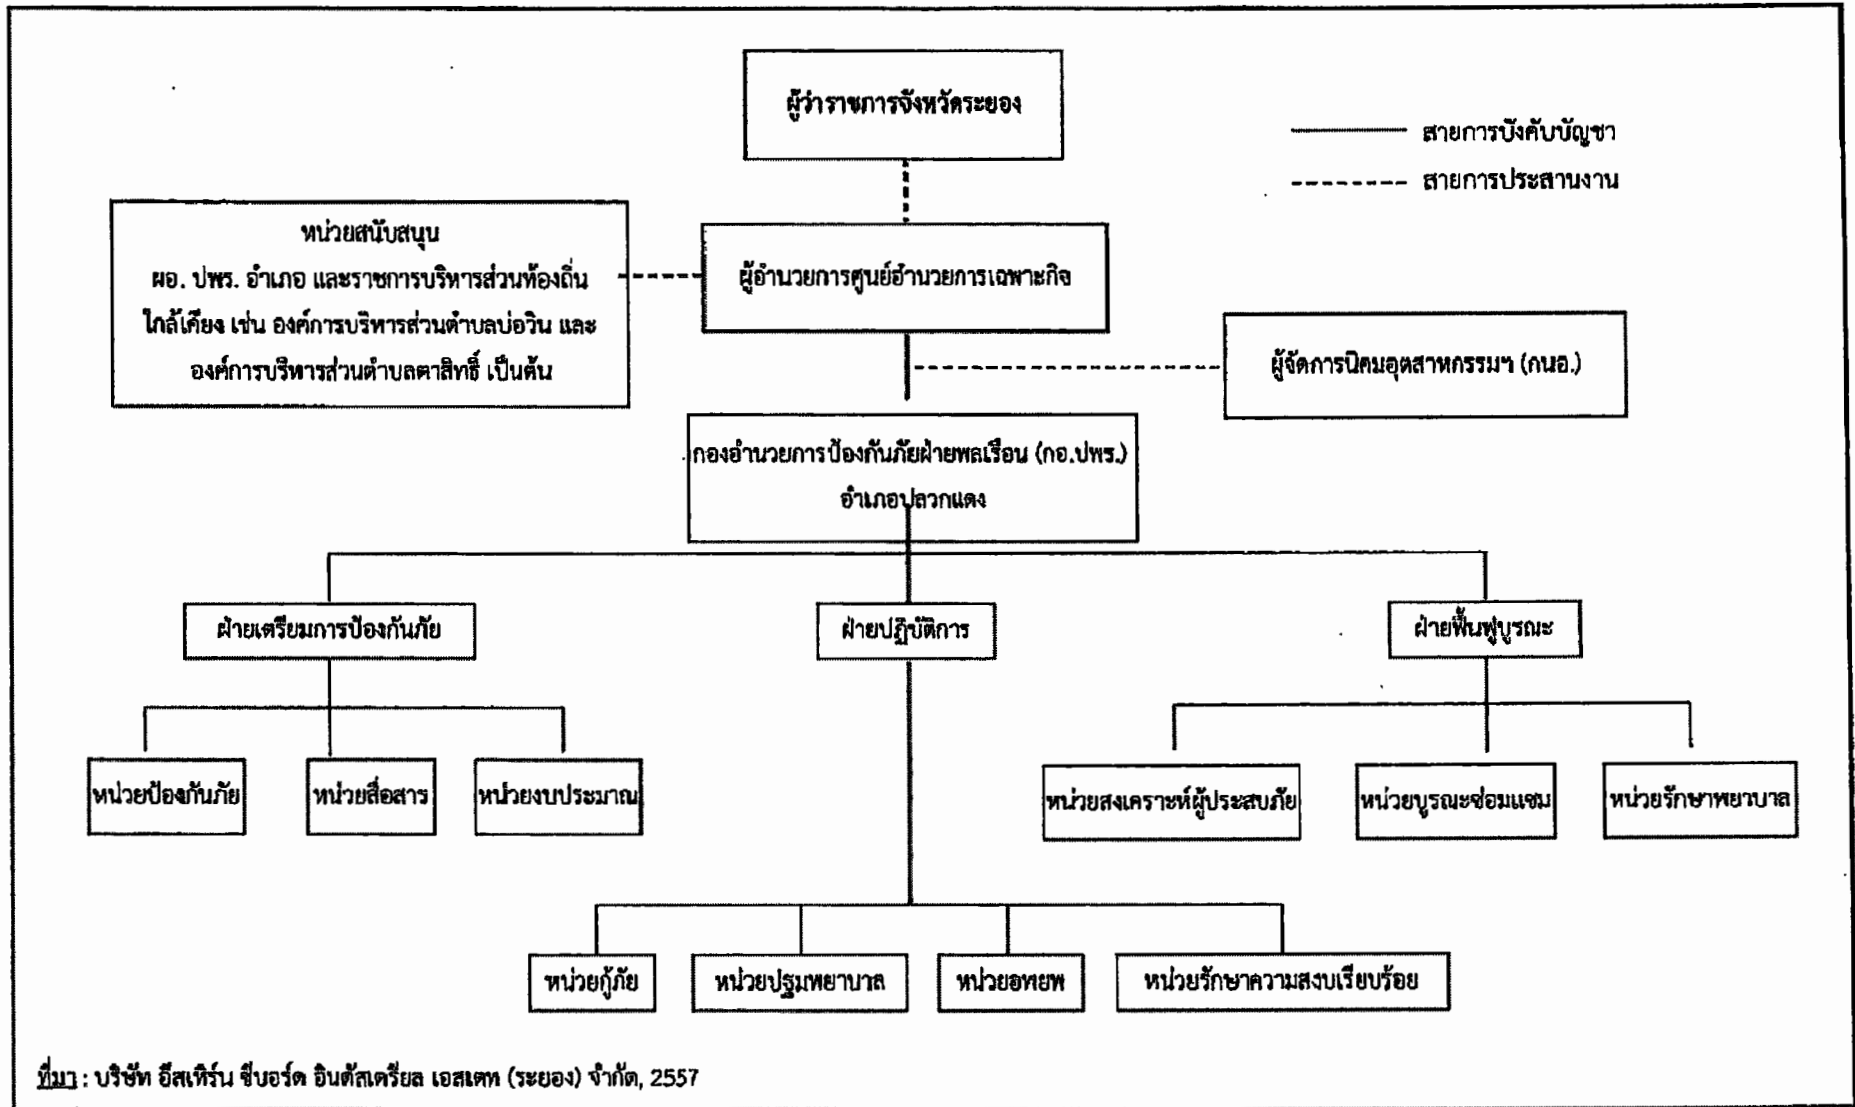 ผู้ว่าราชการจังหวัดระยอง
สายการบังคับบัญชา
สายการประสานงาน
หน่วยสนับสนุน
ผอ. ปพร. อำเภอ และราชการบริหารส่วนท้องถิ่น
ใกล้เคียง เช่น องค์การบริหารส่วนตำบลบ่อวิน และ
องค์การบริหารส่วนตำบลตาสิทธิ์ เป็นต้น
ผู้อำนวยการศูนย์อำนวยการเฉพาะกิจ
ผู้จัดการนิคมอุตสาหกรรมฯ (กนอ.)
กองอำนวยการป้องกันภัยฝ่ายพลเรือน (กอ.ปพร.)
อำเภอปลวกแดง
ฝ่ายเตรียมการป้องกันภัย
ฝ่ายปฏิบัติการ
ฝ่ายฟื้นฟูบูรณะ
หน่วยป้องกันภัย
หน่วยสื่อสาร
หน่วยงบประมาณ
หน่วยสงเคราะห์ผู้ประสบภัย
หน่วยบูรณะซ่อมแซม
หน่วยรักษาพยาบาล
หน่วยกู้ภัย
หน่วยปฐมพยาบาล
หน่วยอพยพ
หน่วยรักษาความสงบเรียบร้อย
ที่มา : บริษัท อีสเทิร์น ซีบอร์ด อินดัสเตรียล เอสเตท (ระยอง) จำกัด, 2557